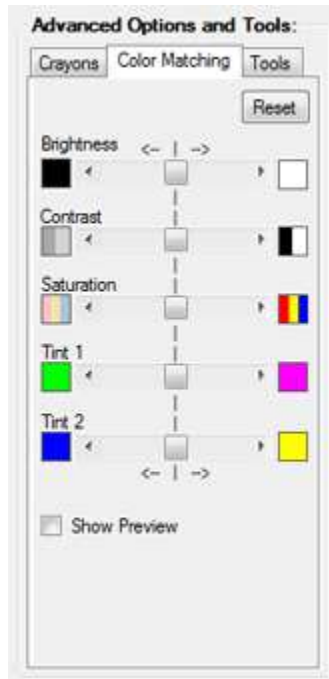 Advanced Options and Tools:
Crayons Color Matching Tools
Reset
Brightness <- | ->
Contrast
Saturation
Tint 1
Tint 2
<- | ->
Show Preview